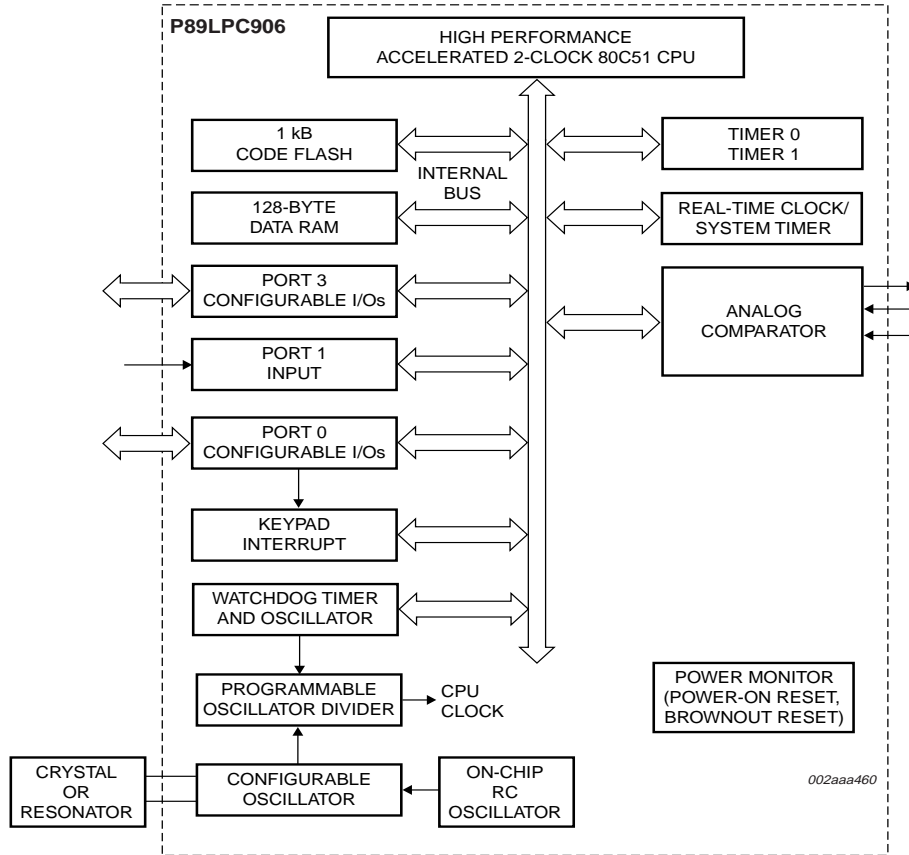 P89LPC906
HIGH PERFORMANCE
ACCELERATED 2-CLOCK 80C51 CPU
1 kB
CODE FLASH
INTERNAL
BUS
TIMER 0
TIMER 1
128-BYTE
DATA RAM
REAL-TIME CLOCK/
SYSTEM TIMER
PORT 3
CONFIGURABLE I/Os
ANALOG
COMPARATOR
PORT 1
INPUT
PORT 0
CONFIGURABLE I/Os
KEYPAD
INTERRUPT
WATCHDOG TIMER
AND OSCILLATOR
PROGRAMMABLE
OSCILLATOR DIVIDER
CPU
CLOCK
POWER MONITOR
(POWER-ON RESET,
BROWNOUT RESET)
CRYSTAL
OR
RESONATOR
CONFIGURABLE
OSCILLATOR
ON-CHIP
RC
OSCILLATOR
002aaa460